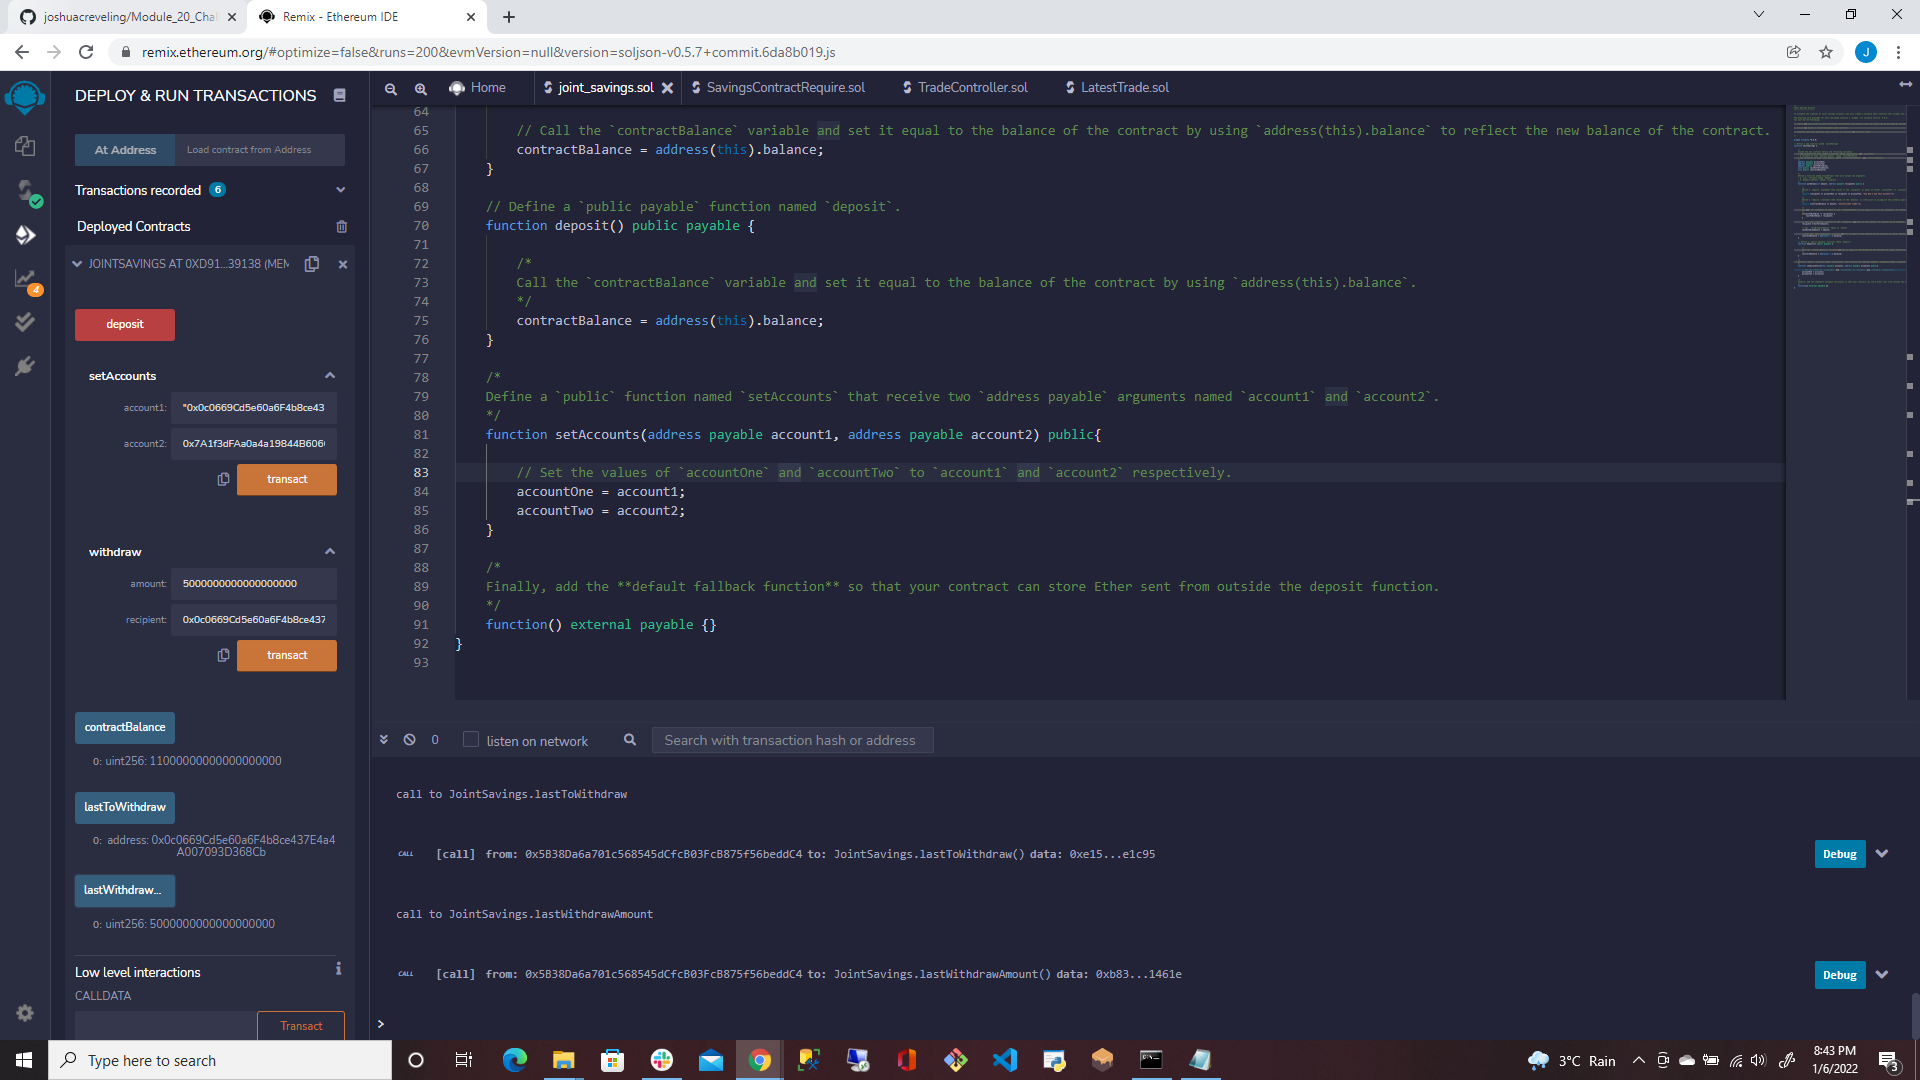 joshuacreveling/Module_20_Chal
Remix - Ethereum IDE
remix.ethereum.org/#optimize=false&runs=200&evmVersion=null&version=soljson-v0.5.7+commit.6da8b019.js
J
DEPLOY & RUN TRANSACTIONS
At Address
Load contract from Address
Transactions recorded 6
Deployed Contracts
JOINTSAVINGS AT 0XD91...39138 (MEM
4
deposit
setAccounts
account1: "0x0c0669Cd5e60a6F4b8ce43
account2: 0x7A1f3dFAa0a4a19844B606
transact
withdraw
amount: 5000000000000000000
recipient: 0x0c0669Cd5e60a6F4b8ce437
transact
contractBalance
0: uint256: 11000000000000000000
lastToWithdraw
0: address: 0x0c0669Cd5e60a6F4b8ce437E4a4
A007093D368Cb
lastWithdraw...
0: uint256: 5000000000000000000
Low level interactions
CALLDATA
Transact
Home
joint_savings.sol
SavingsContractRequire.sol
TradeController.sol
LatestTrade.sol
64
65 // Call the `contractBalance` variable and set it equal to the balance of the contract by using `address(this).balance` to reflect the new balance of the contract.
66 contractBalance = address(this).balance;
67 }
68
69 // Define a `public payable` function named `deposit`.
70 function deposit() public payable {
71
72 /*
73 Call the `contractBalance` variable and set it equal to the balance of the contract by using `address(this).balance`.
74 */
75 contractBalance = address(this).balance;
76 }
77
78 /*
79 Define a `public` function named `setAccounts` that receive two `address payable` arguments named `account1` and `account2`.
80 */
81 function setAccounts(address payable account1, address payable account2) public{
82
83 // Set the values of `accountOne` and `accountTwo` to `account1` and `account2` respectively.
84 accountOne = account1;
85 accountTwo = account2;
86 }
87
88 /*
89 Finally, add the **default fallback function** so that your contract can store Ether sent from outside the deposit function.
90 */
91 function() external payable {}
92 }
93
0
listen on network
Search with transaction hash or address
call to JointSavings.lastToWithdraw
CALL [call] from: 0x5B38Da6a701c568545dCfcB03FcB875f56beddC4 to: JointSavings.lastToWithdraw() data: 0xe15...e1c95
Debug
call to JointSavings.lastWithdrawAmount
CALL [call] from: 0x5B38Da6a701c568545dCfcB03FcB875f56beddC4 to: JointSavings.lastWithdrawAmount() data: 0xb83...1461e
Debug
>
Type here to search
3°C Rain
8:43 PM
1/6/2022
3